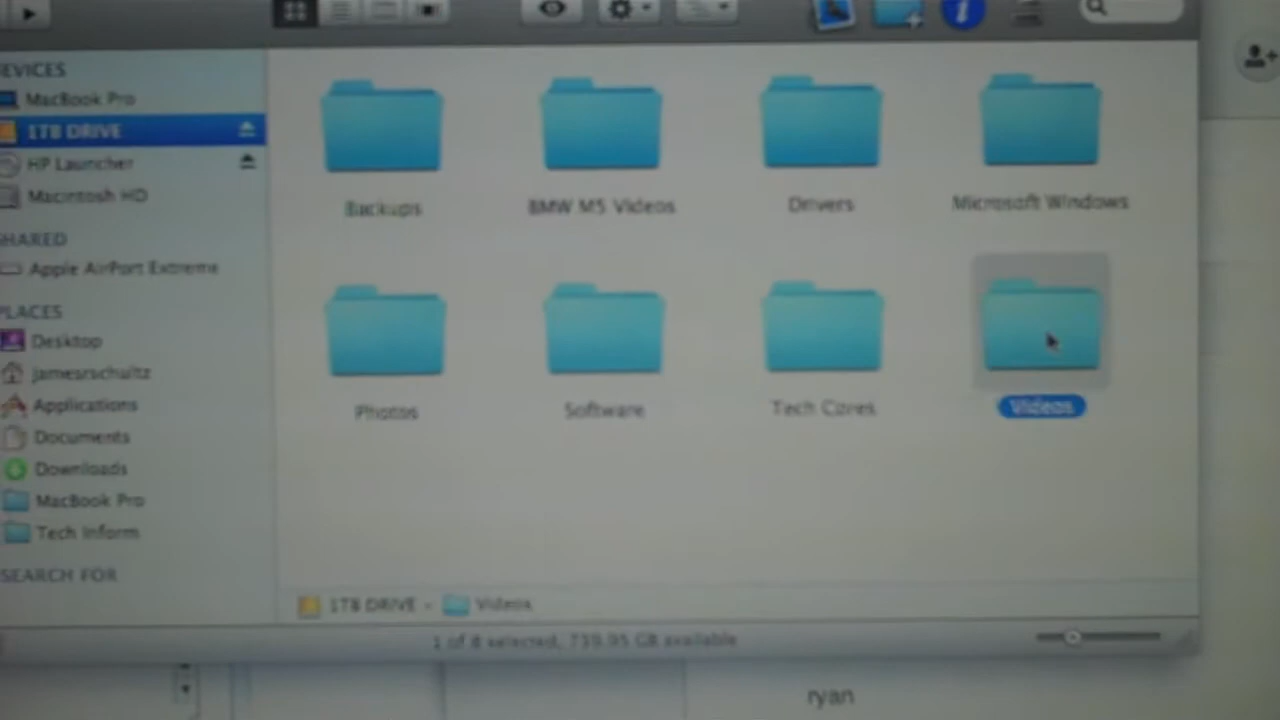 DEVICES
MacBook Pro
1TB DRIVE
HP Launcher
Macintosh HD
SHARED
Apple AirPort Extreme
PLACES
Desktop
jamesrschultz
Applications
Documents
Downloads
MacBook Pro
Tech Inform
SEARCH FOR
Backups
BMW M5 Videos
Drivers
Microsoft Windows
Photos
Software
Tech Cores
Videos
1TB DRIVE
Videos
1 of 8 selected, 739.95 GB available
ryan